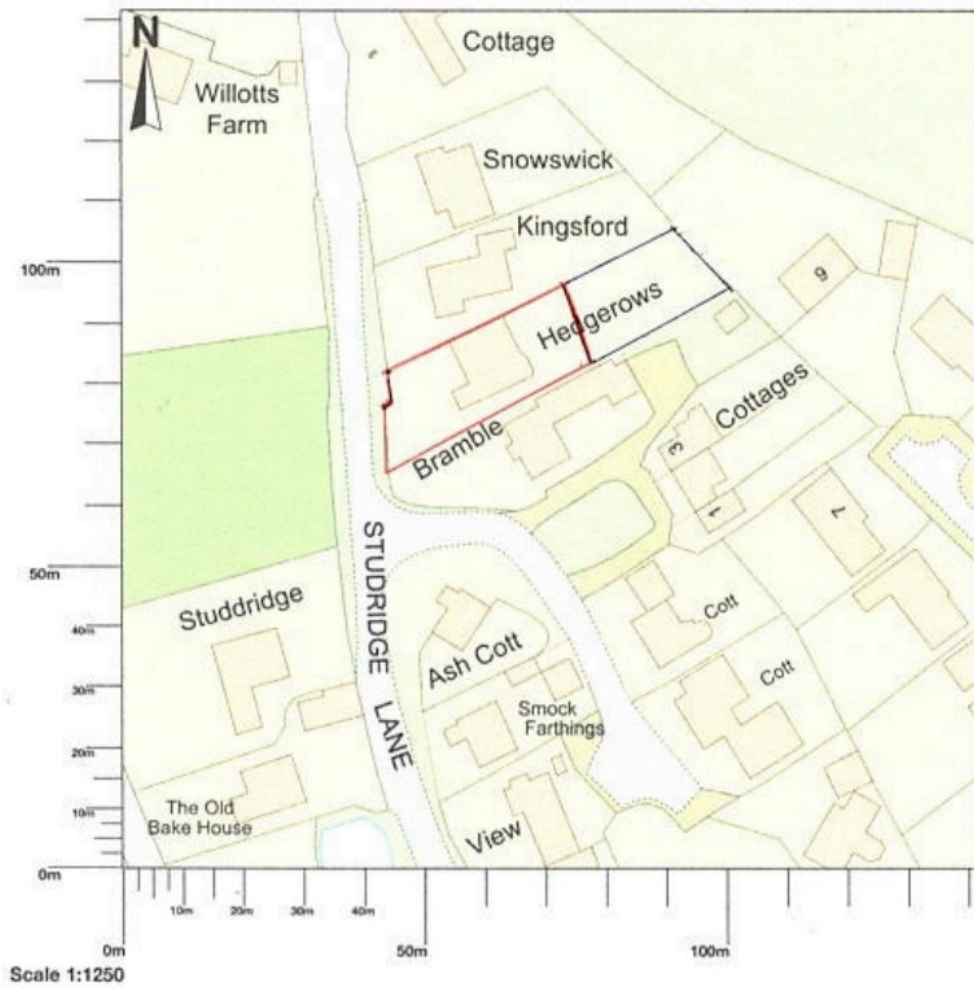 N
Cottage
Willotts
Farm
Snowswick
Kingsford
100m
6
Hedgerows
Cottages
Bramble
3
1
7
STUDRIDGE LANE
50m
Studdridge
Cott
40m
Ash Cott
30m
Cott
Smock
Farthings
20m
The Old
Bake House
10m
View
0m
10m
20m
30m
40m
0m
50m
100m
Scale 1:1250